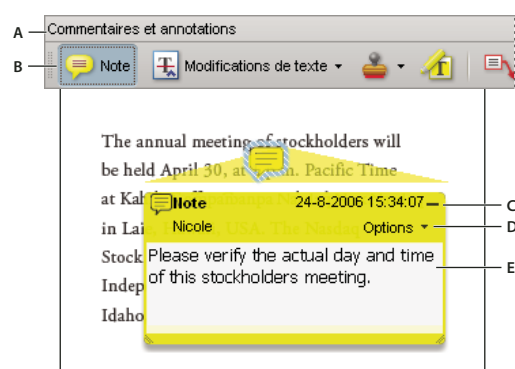 A
Commentaires et annotations
B
Note
Modifications de texte
The annual meeting of stockholders will
be held April 30, at Pacific Time
at
Note 24-8-2006 15:34:07
C
in USA. The Nasdaq
Nicole Options
D
Stock
Please verify the actual day and time
of this stockholders meeting.
E
Indep
Idaho